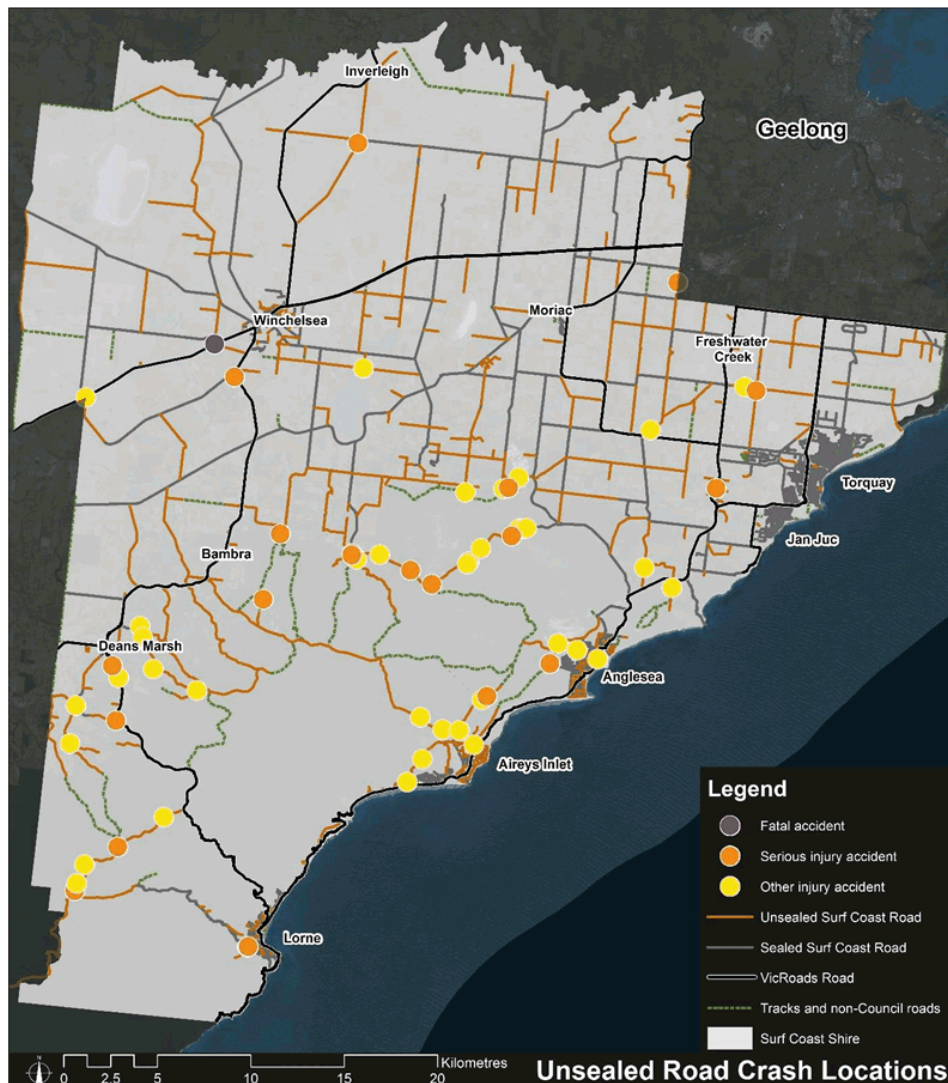 Inverleigh
Geelong
Winchelsea
Moriac
Freshwater
Creek
Torquay
Jan Juc
Bambra
Deans Marsh
Anglesea
Aireys Inlet
Lorne
Legend
Fatal accident
Serious injury accident
Other injury accident
Unsealed Surf Coast Road
Sealed Surf Coast Road
VicRoads Road
Tracks and non-Council roads
Surf Coast Shire
N
Kilometres
0 2.5 5 10 15 20
Unsealed Road Crash Locations